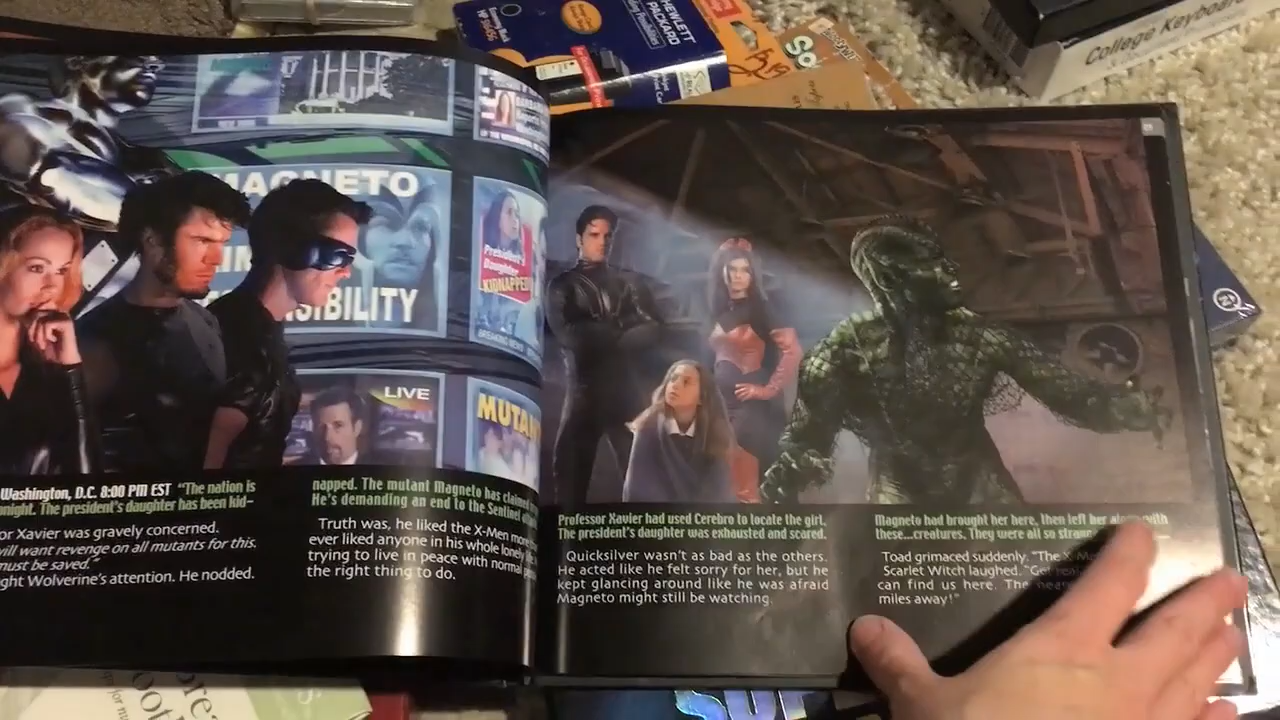 HEWLETT
PACKARD
College Keyboard
MAGNETO
SIBILITY
President's
Daughter
KIDNAPPED
BREAKING NEWS
LIVE
MUTAN
Washington, D.C. 8:00 PM EST "The nation is
onight. The president's daughter has been kid-
or Xavier was gravely concerned.
will want revenge on all mutants for this.
must be saved."
ght Wolverine's attention. He nodded.
napped. The mutant Magneto has claimed
He's demanding an end to the Sentinel
Truth was, he liked the X-Men more
ever liked anyone in his whole lonely
trying to live in peace with normal
the right thing to do.
Professor Xavier had used Cerebro to locate the girl.
The president's daughter was exhausted and scared.
Quicksilver wasn't as bad as the others.
He acted like he felt sorry for her, but he
kept glancing around like he was afraid
Magneto might still be watching.
Magneto had brought her here, then left her alone with
these...creatures. They were all so strange
Toad grimaced suddenly. "The X-M
Scarlet Witch laughed. "Get
can find us here. The
miles away!"